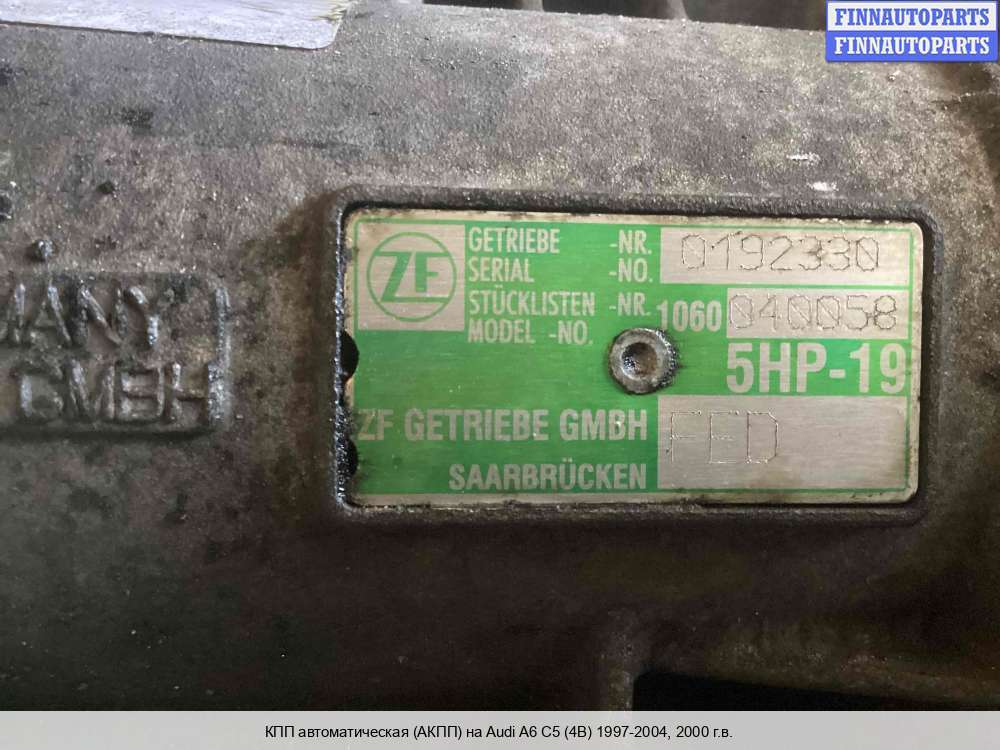 FINNAUTOPARTS
FINNAUTOPARTS
MANY
GMBH
ZF
GETRIEBE -NR. 0192330
SERIAL -NO.
STÜCKLISTEN -NR. 1060 040058
MODEL -NO.
5HP-19
ZF GETRIEBE GMBH FED
SAARBRÜCKEN
КПП автоматическая (АКПП) на Audi A6 C5 (4B) 1997-2004, 2000 г.в.